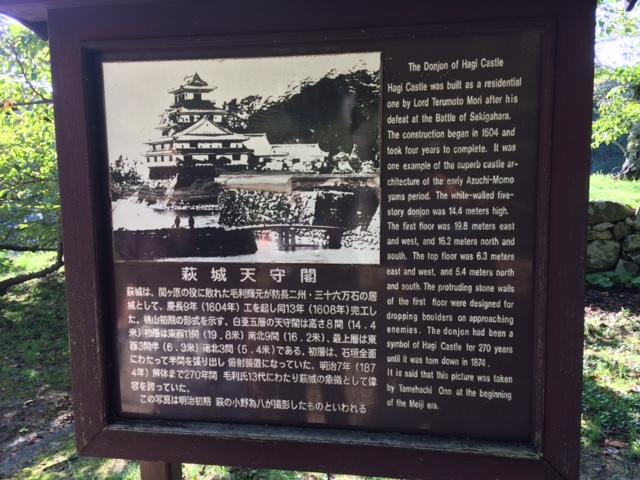 萩城天守閣
萩城は、関ヶ原の役に敗れた毛利輝元が防長二州・三十六万石の居
城として、慶長9年（1604年）工を起し同13年（1608年）完工し
た。桃山初期の形式を示す。白亜五層の天守閣は高さ8間（14.4
米）初層は東西11間（19.8米）南北9間（16.2米）、最上層は東
西3間半（6.3米）南北3間（5.4米）である。初層は、石垣全面
にわたって半間を張り出し 俯射装置になっていた。明治7年（187
4年）解体まで270年間 毛利氏13代にわたり萩城の象徴として偉
容を誇っていた。
この写真は明治初期 萩の小野為八が撮影したものといわれる
The Donjon of Hagi Castle
Hagi Castle was built as a residential
one by Lord Terumoto Mori after his
defeat at the Battle of Sekigahara.
The construction began in 1604 and
took four years to complete. It was
one example of the superb castle ar-
chitecture of the early Azuchi-Momo
yama period. The white-walled five-
story donjon was 14.4 meters high.
The first floor was 19.8 meters east
and west, and 16.2 meters north and
south. The top floor was 6.3 meters
east and west, and 5.4 meters north
and south. The protruding stone walls
of the first floor were designed for
dropping boulders on approaching
enemies. The donjon had been a
symbol of Hagi Castle for 270 years
until it was torn down in 1874.
It is said that this picture was taken
by Tamehachi Ono at the beginning
of the Meiji era.